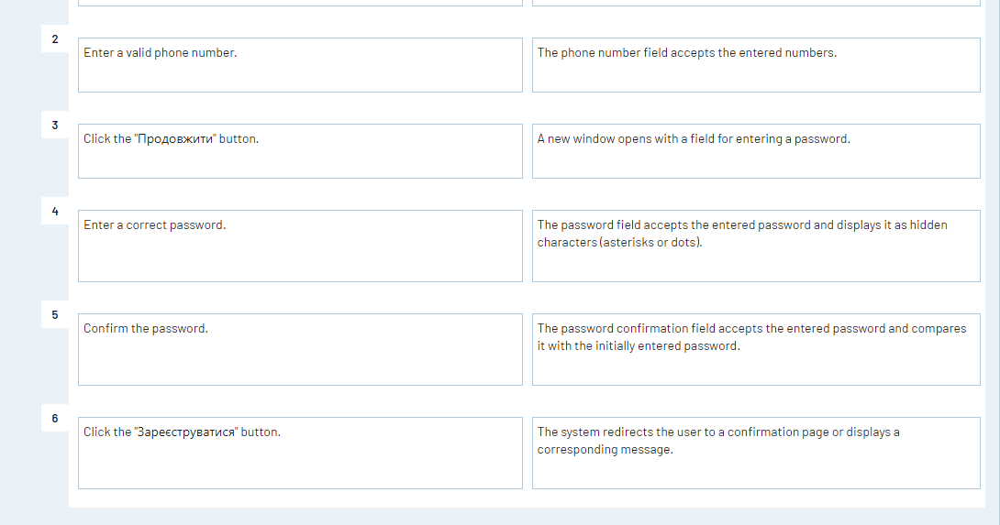 2
Enter a valid phone number.
The phone number field accepts the entered numbers.
3
Click the "Продовжити" button.
A new window opens with a field for entering a password.
4
Enter a correct password.
The password field accepts the entered password and displays it as hidden
characters (asterisks or dots).
5
Confirm the password.
The password confirmation field accepts the entered password and compares
it with the initially entered password.
6
Click the "Зареєструватися" button.
The system redirects the user to a confirmation page or displays a
corresponding message.